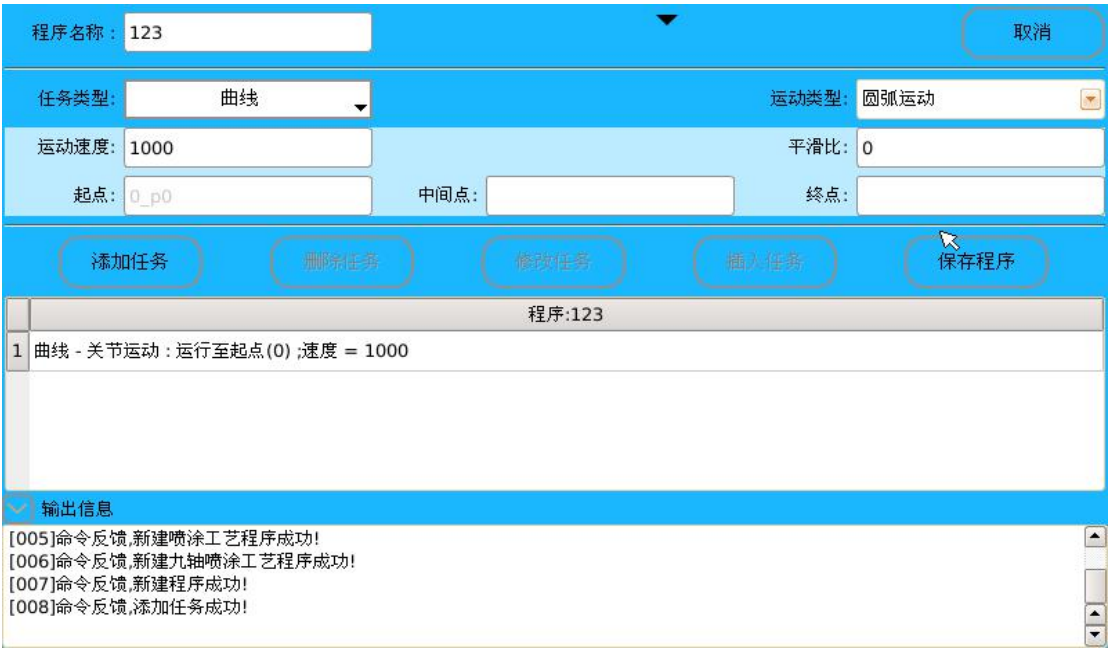 程序名称： 123 取消
任务类型: 曲线 运动类型: 圆弧运动
运动速度: 1000 平滑比: 0
起点: 0_p0 中间点: 终点:
添加任务 删除任务 修改任务 插入任务 保存程序
程序:123
1 曲线 - 关节运动 : 运行至起点(0) ;速度 = 1000
输出信息
[005]命令反馈,新建喷涂工艺程序成功!
[006]命令反馈,新建九轴喷涂工艺程序成功!
[007]命令反馈,新建程序成功!
[008]命令反馈,添加任务成功!